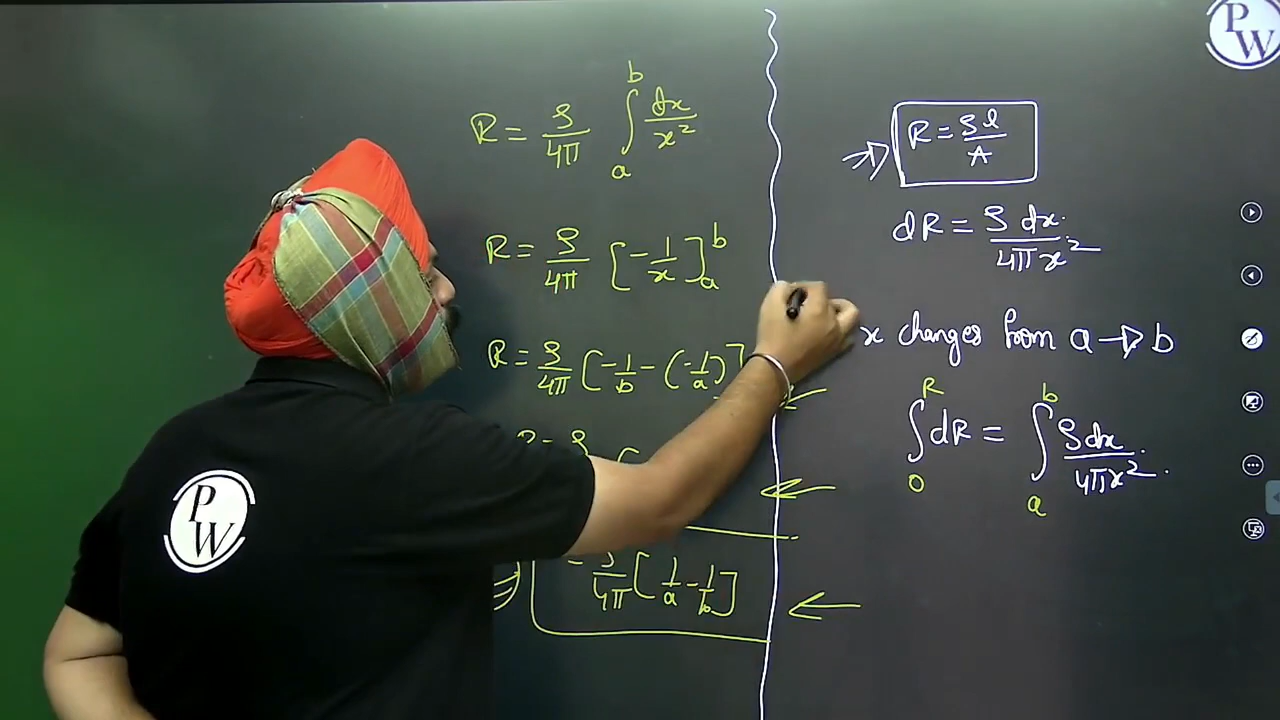 R = ρ/4π ∫ₐᵇ dx/x²
R = ρ/4π [-1/x]ₐᵇ
R = ρ/4π [-1/b - (-1/a)]
= ρ/4π [1/a - 1/b]
R = ρl/A
dR = ρ dx/4πx²
x changes from a → b
∫₀ᴿ dR = ∫ₐᵇ ρdx/4πx²
PW
PW